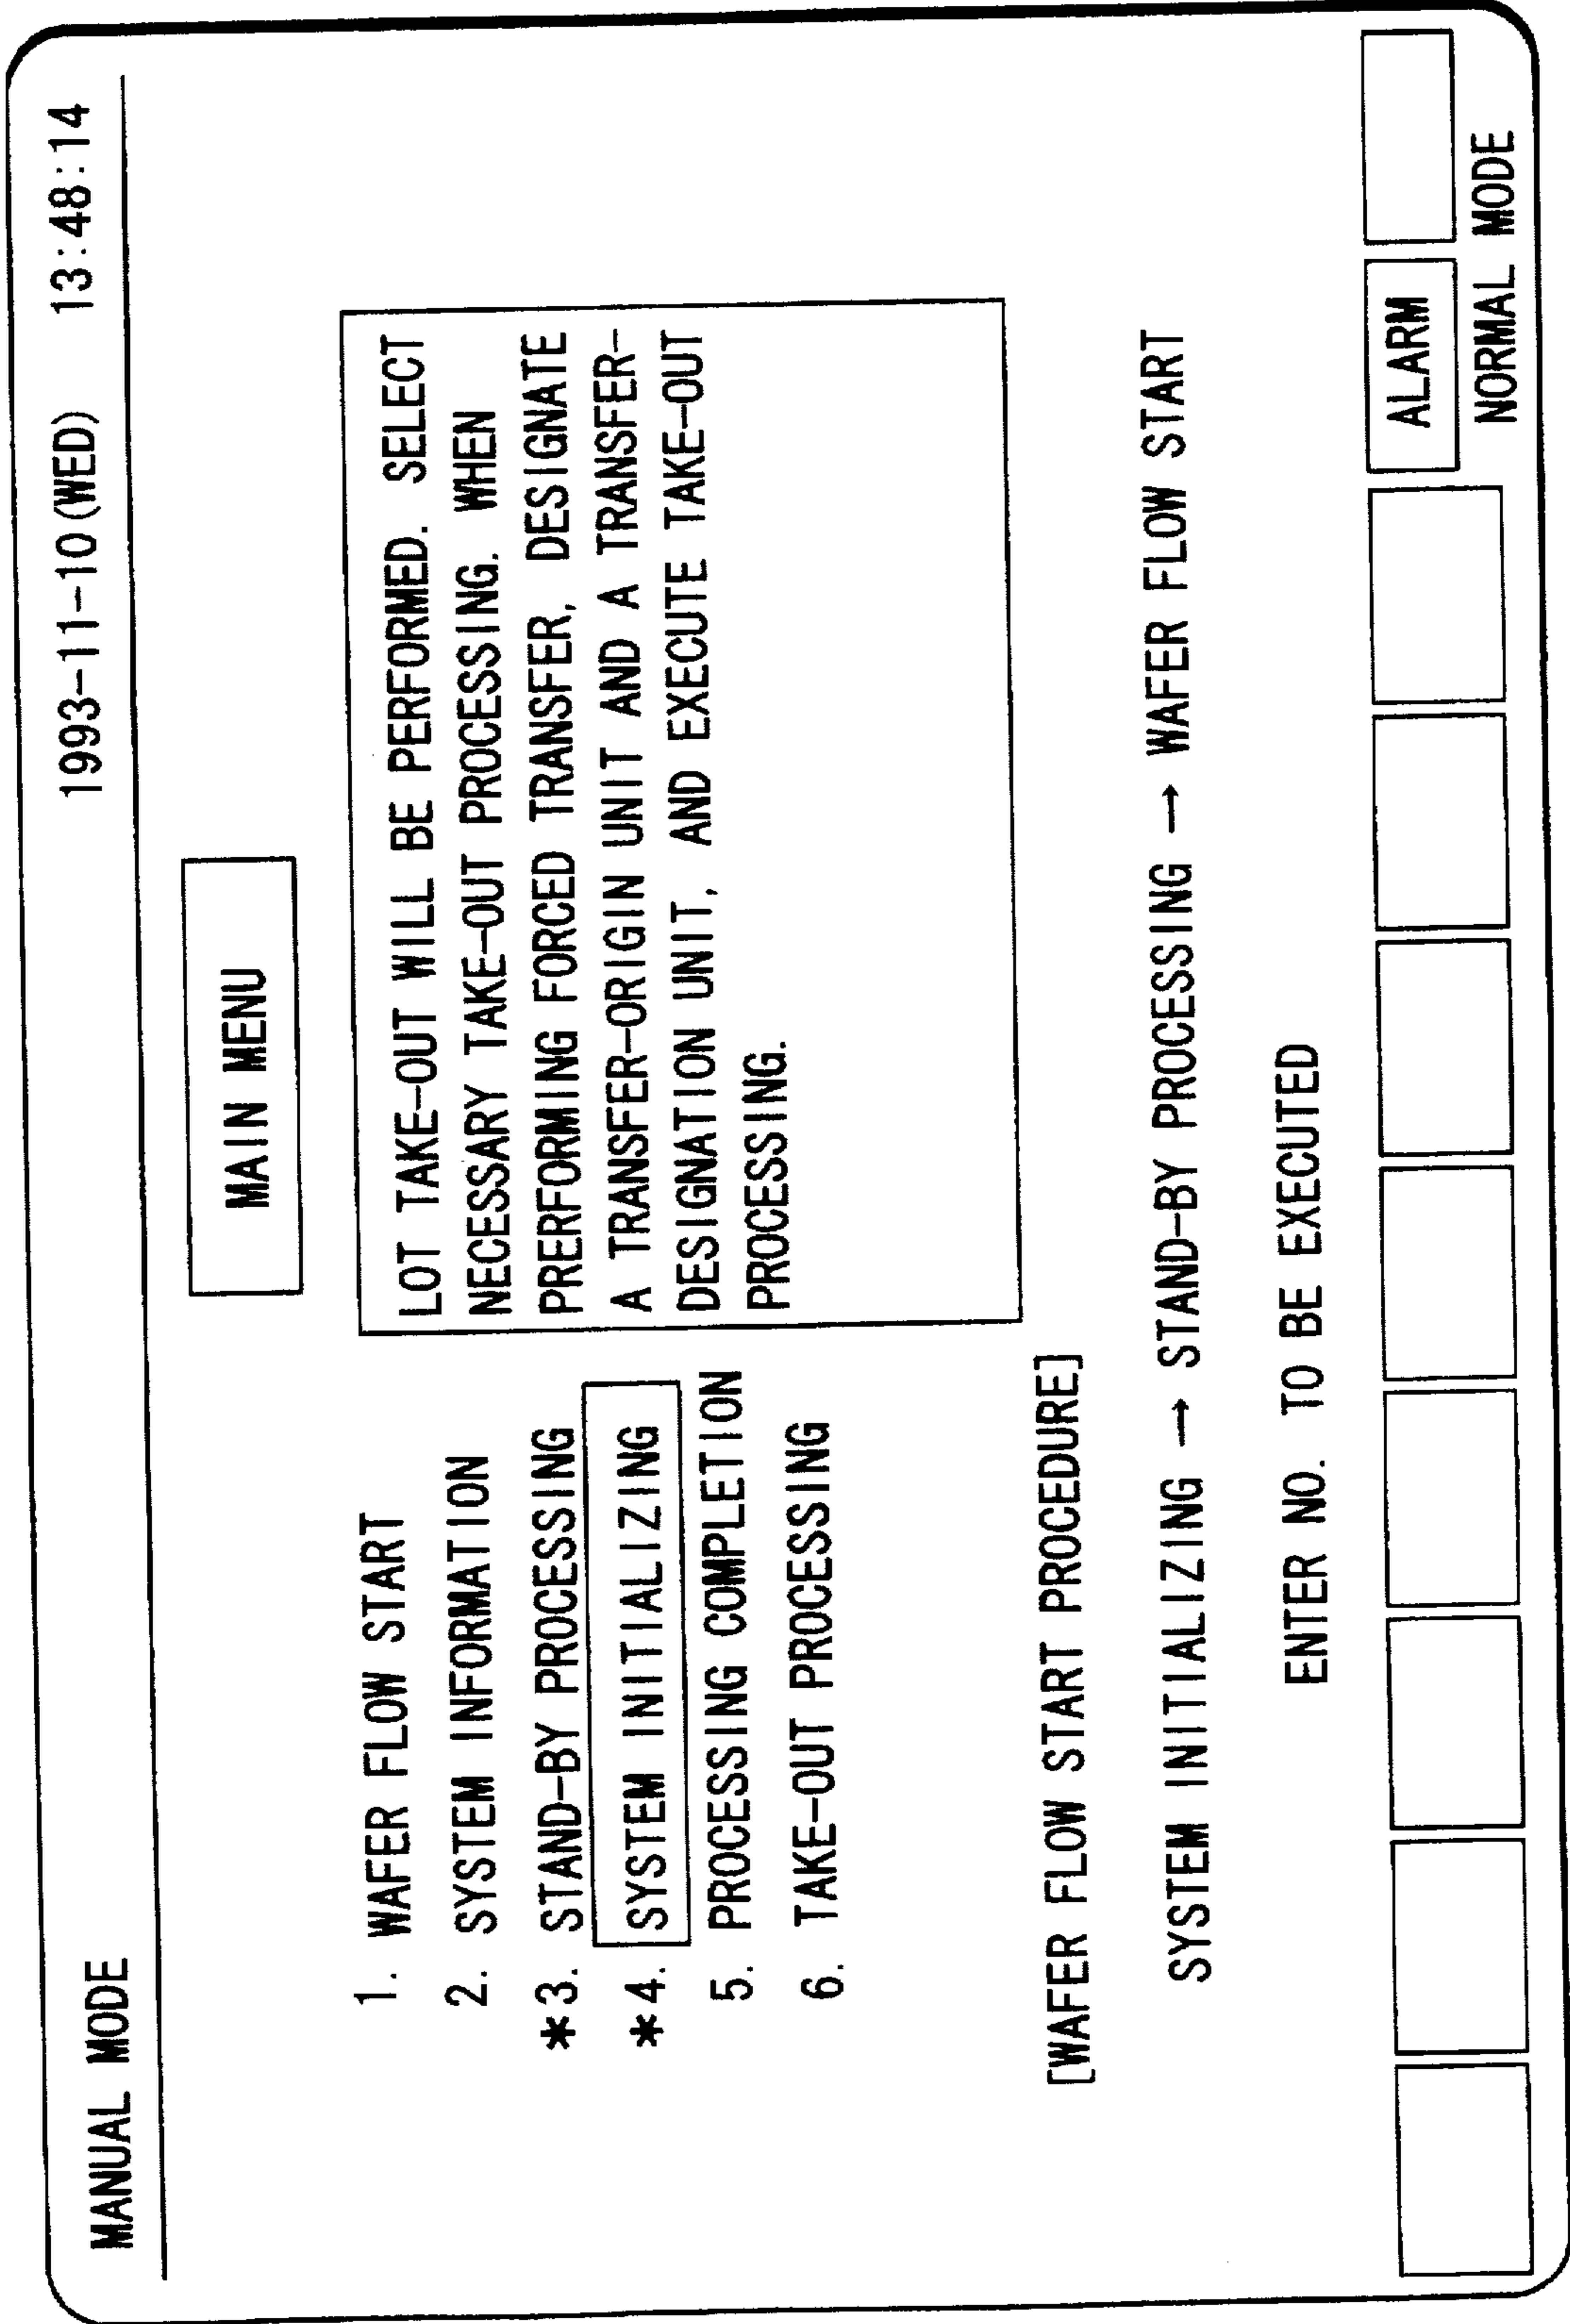 MANUAL MODE 1993-11-10(WED) 13:48:14
MAIN MENU
1. WAFER FLOW START
2. SYSTEM INFORMATION
*3. STAND-BY PROCESSING
*4. SYSTEM INITIALIZING
5. PROCESSING COMPLETION
6. TAKE-OUT PROCESSING
LOT TAKE-OUT WILL BE PERFORMED. SELECT
NECESSARY TAKE-OUT PROCESSING. WHEN
PRERFORMING FORCED TRANSFER, DESIGNATE
A TRANSFER-ORIGIN UNIT AND A TRANSFER-
DESIGNATION UNIT, AND EXECUTE TAKE-OUT
PROCESSING.
[WAFER FLOW START PROCEDURE]
SYSTEM INITIALIZING → STAND-BY PROCESSING → WAFER FLOW START
ENTER NO. TO BE EXECUTED
ALARM
NORMAL MODE